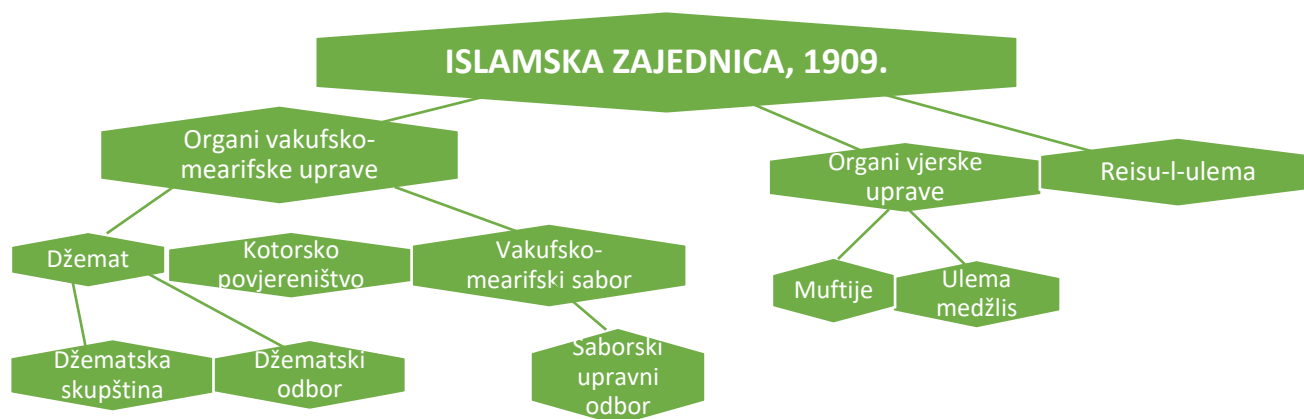 ISLAMSKA ZAJEDNICA, 1909.
Organi vakufsko-
mearifske uprave
Organi vjerske
uprave
Reisu-l-ulema
Džemat
Kotorsko
povjereništvo
Vakufsko-
mearifski sabor
Muftije
Ulema
medžlis
Džematska
skupština
Džematski
odbor
Saborski
upravni
odbor